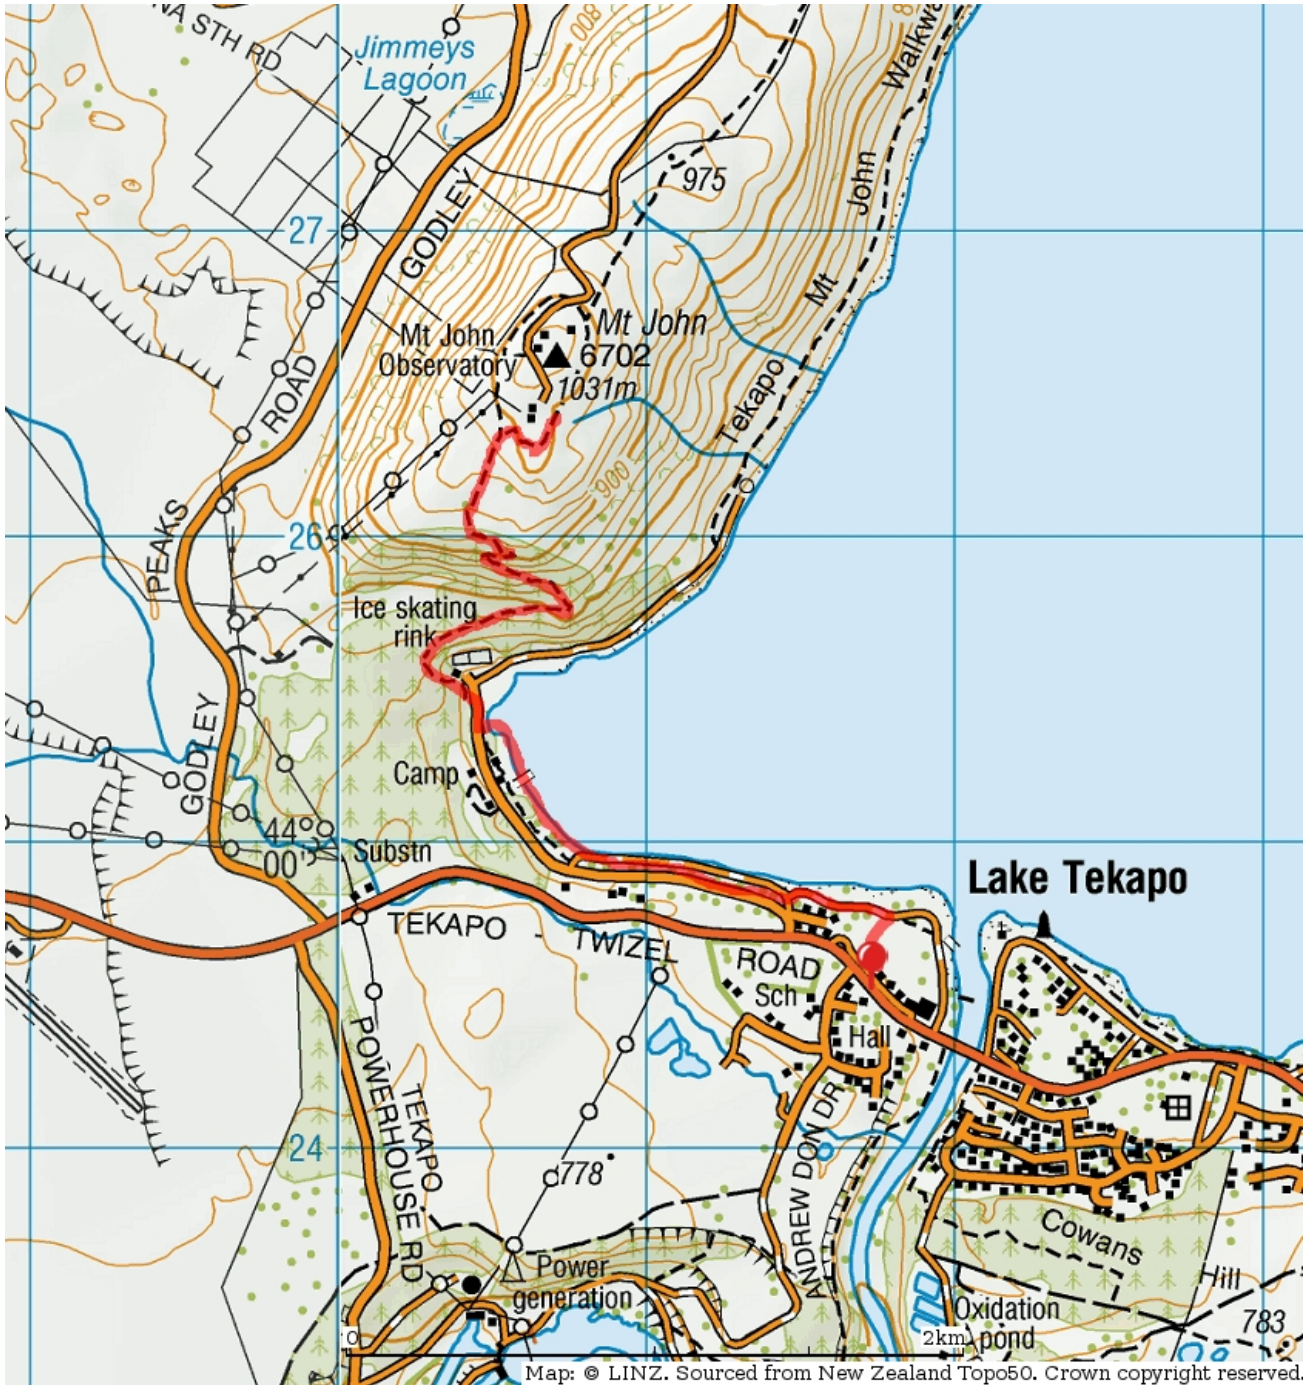 NA STH RD
800
8
Walkwa
Jimmeys
Lagoon
975
John
27
GODLEY
Mt
Mt John
Observatory
Mt John
6702
1031m
ROAD
Tekapo
900
PEAKS
26
Ice skating
rink
GODLEY
Camp
44°
00'S
Substn
Lake Tekapo
TEKAPO - TWIZEL
ROAD
Sch
Hall
TEKAPO
POWERHOUSE RD
ANDREW DON DR
24
778
Cowans
Hill
Power
generation
Oxidation
pond
783
0
2km
Map: © LINZ. Sourced from New Zealand Topo50. Crown copyright reserved.